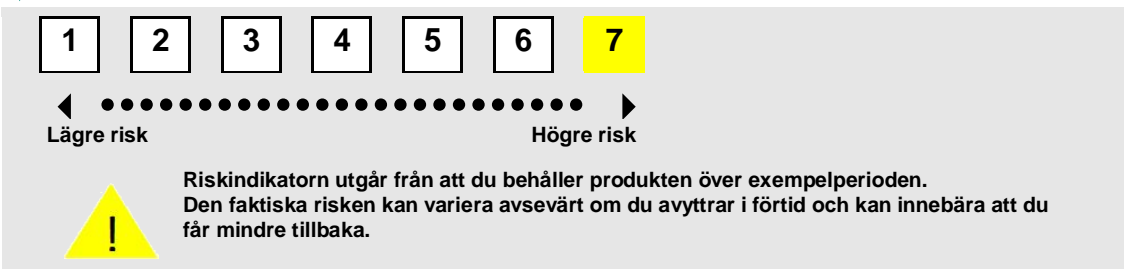 1 2 3 4 5 6 7
Lägre risk Högre risk
Riskindikatorn utgår från att du behåller produkten över exempelperioden.
Den faktiska risken kan variera avsevärt om du avyttrar i förtid och kan innebära att du
får mindre tillbaka.
!